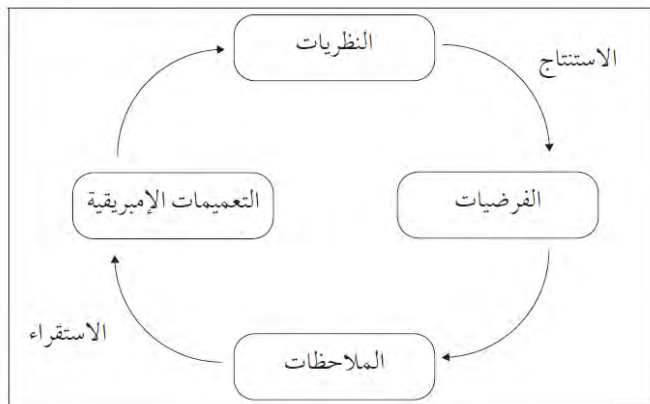 النظريات
الاستنتاج
التعميمات الإمبريقية
الفرضيات
الاستقراء
الملاحظات